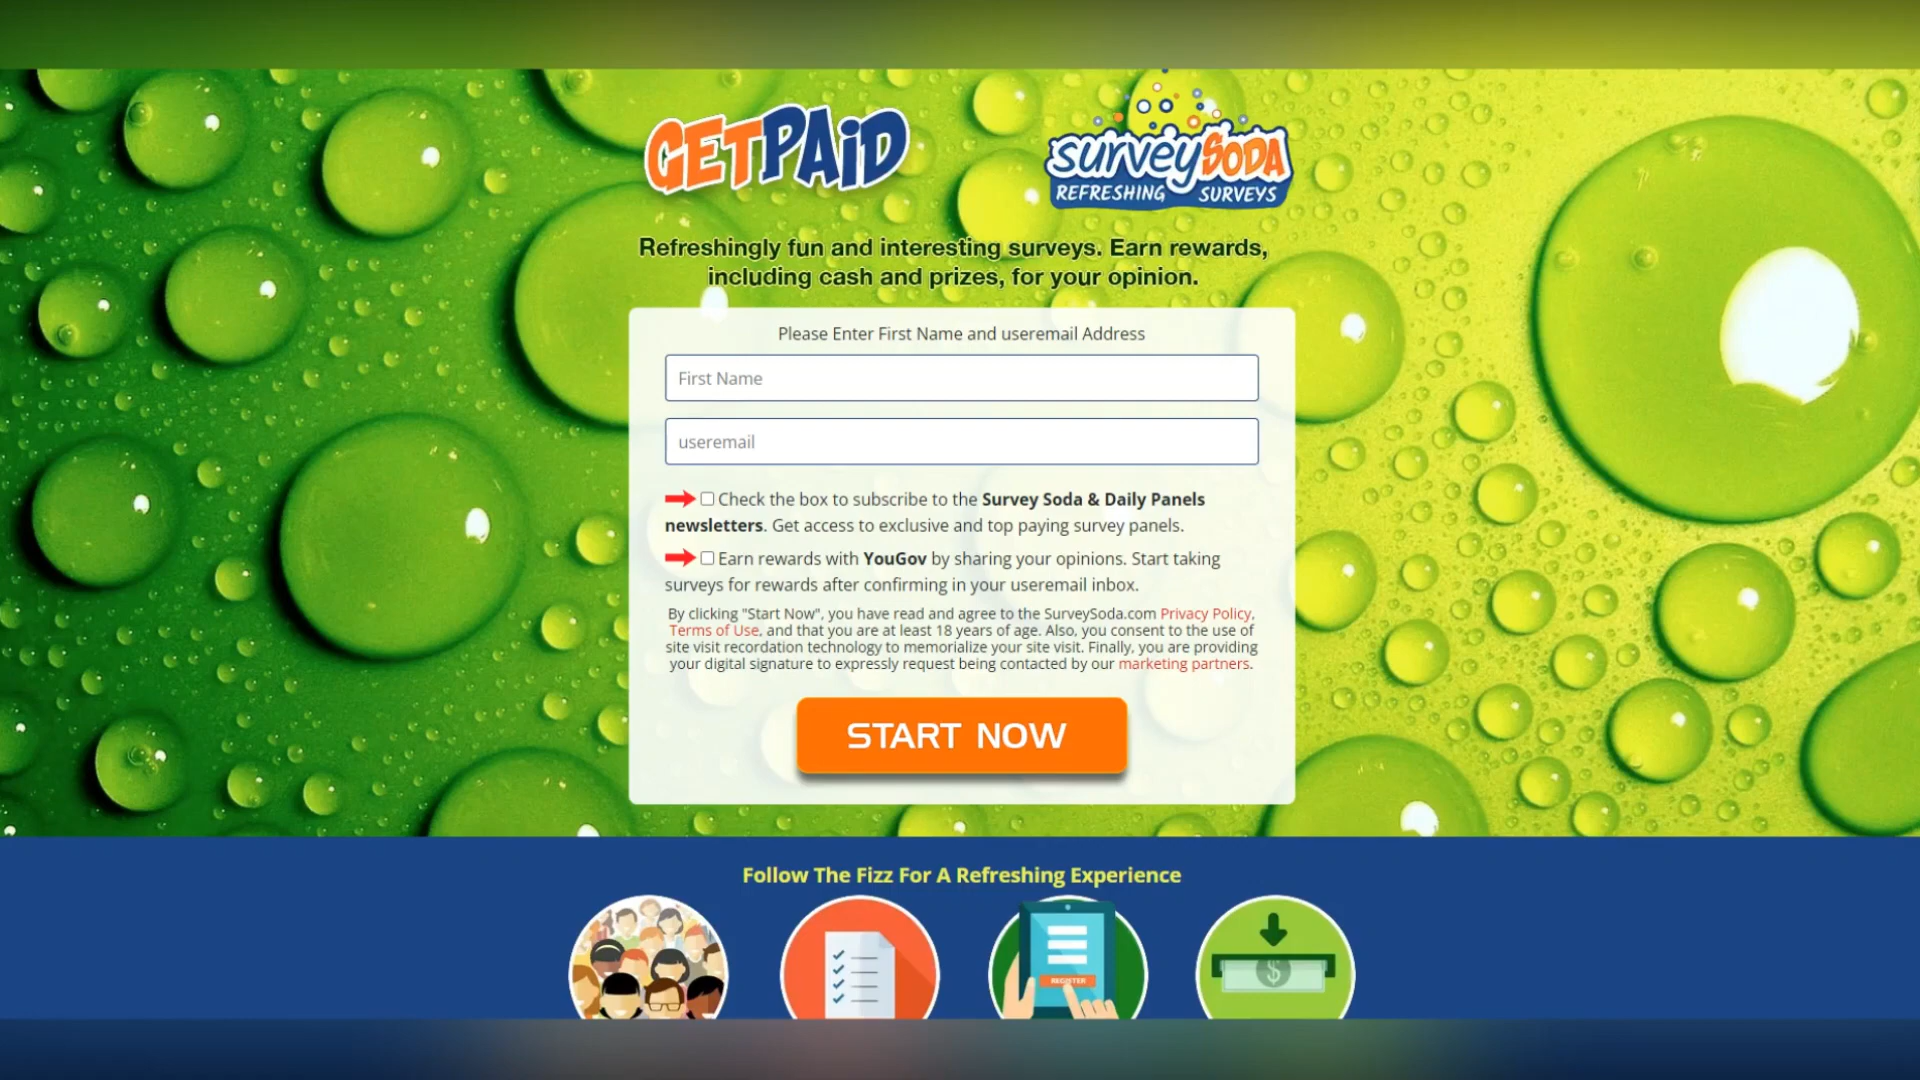 GETPAiD
surveySODA
REFRESHING SURVEYS
Refreshingly fun and interesting surveys. Earn rewards,
including cash and prizes, for your opinion.
Please Enter First Name and useremail Address
First Name
useremail
Check the box to subscribe to the Survey Soda & Daily Panels
newsletters. Get access to exclusive and top paying survey panels.
Earn rewards with YouGov by sharing your opinions. Start taking
surveys for rewards after confirming in your useremail inbox.
By clicking "Start Now", you have read and agree to the SurveySoda.com Privacy Policy,
Terms of Use, and that you are at least 18 years of age. Also, you consent to the use of
site visit recordation technology to memorialize your site visit. Finally, you are providing
your digital signature to expressly request being contacted by our marketing partners.
START NOW
Follow The Fizz For A Refreshing Experience
REGISTER
$